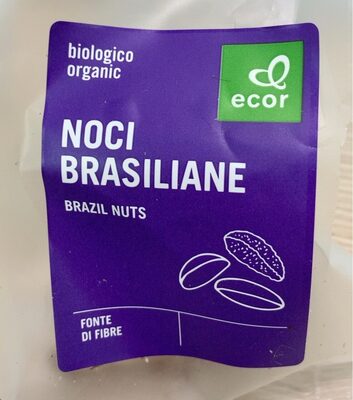 biologico
organic
ecor
NOCI
BRASILIANE
BRAZIL NUTS
FONTE
DI FIBRE